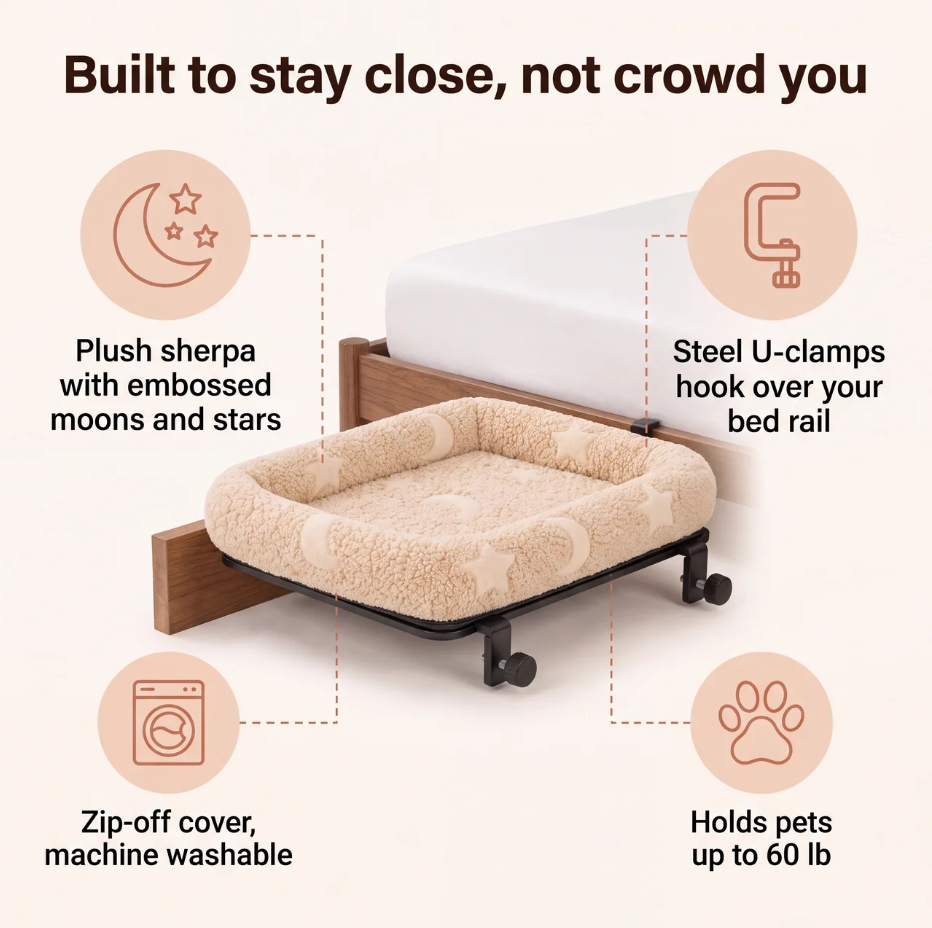 Built to stay close, not crowd you
Plush sherpa
with embossed
moons and stars
Steel U-clamps
hook over your
bed rail
Zip-off cover,
machine washable
Holds pets
up to 60 lb